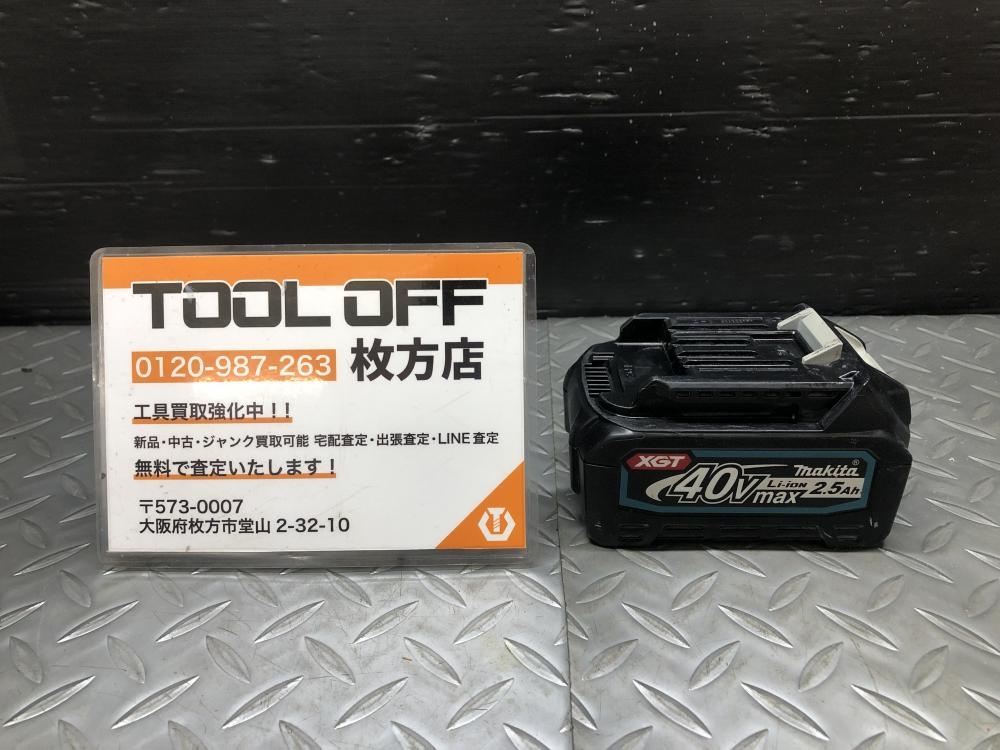 TOOL OFF
0120-987-263 枚方店
工具買取強化中！！
新品・中古・ジャンク買取可能 宅配査定・出張査定・LINE査定
無料で査定いたします！
〒573-0007
大阪府枚方市堂山 2-32-10
XGT
40Vmax
Li-ion
makita®
2.5Ah